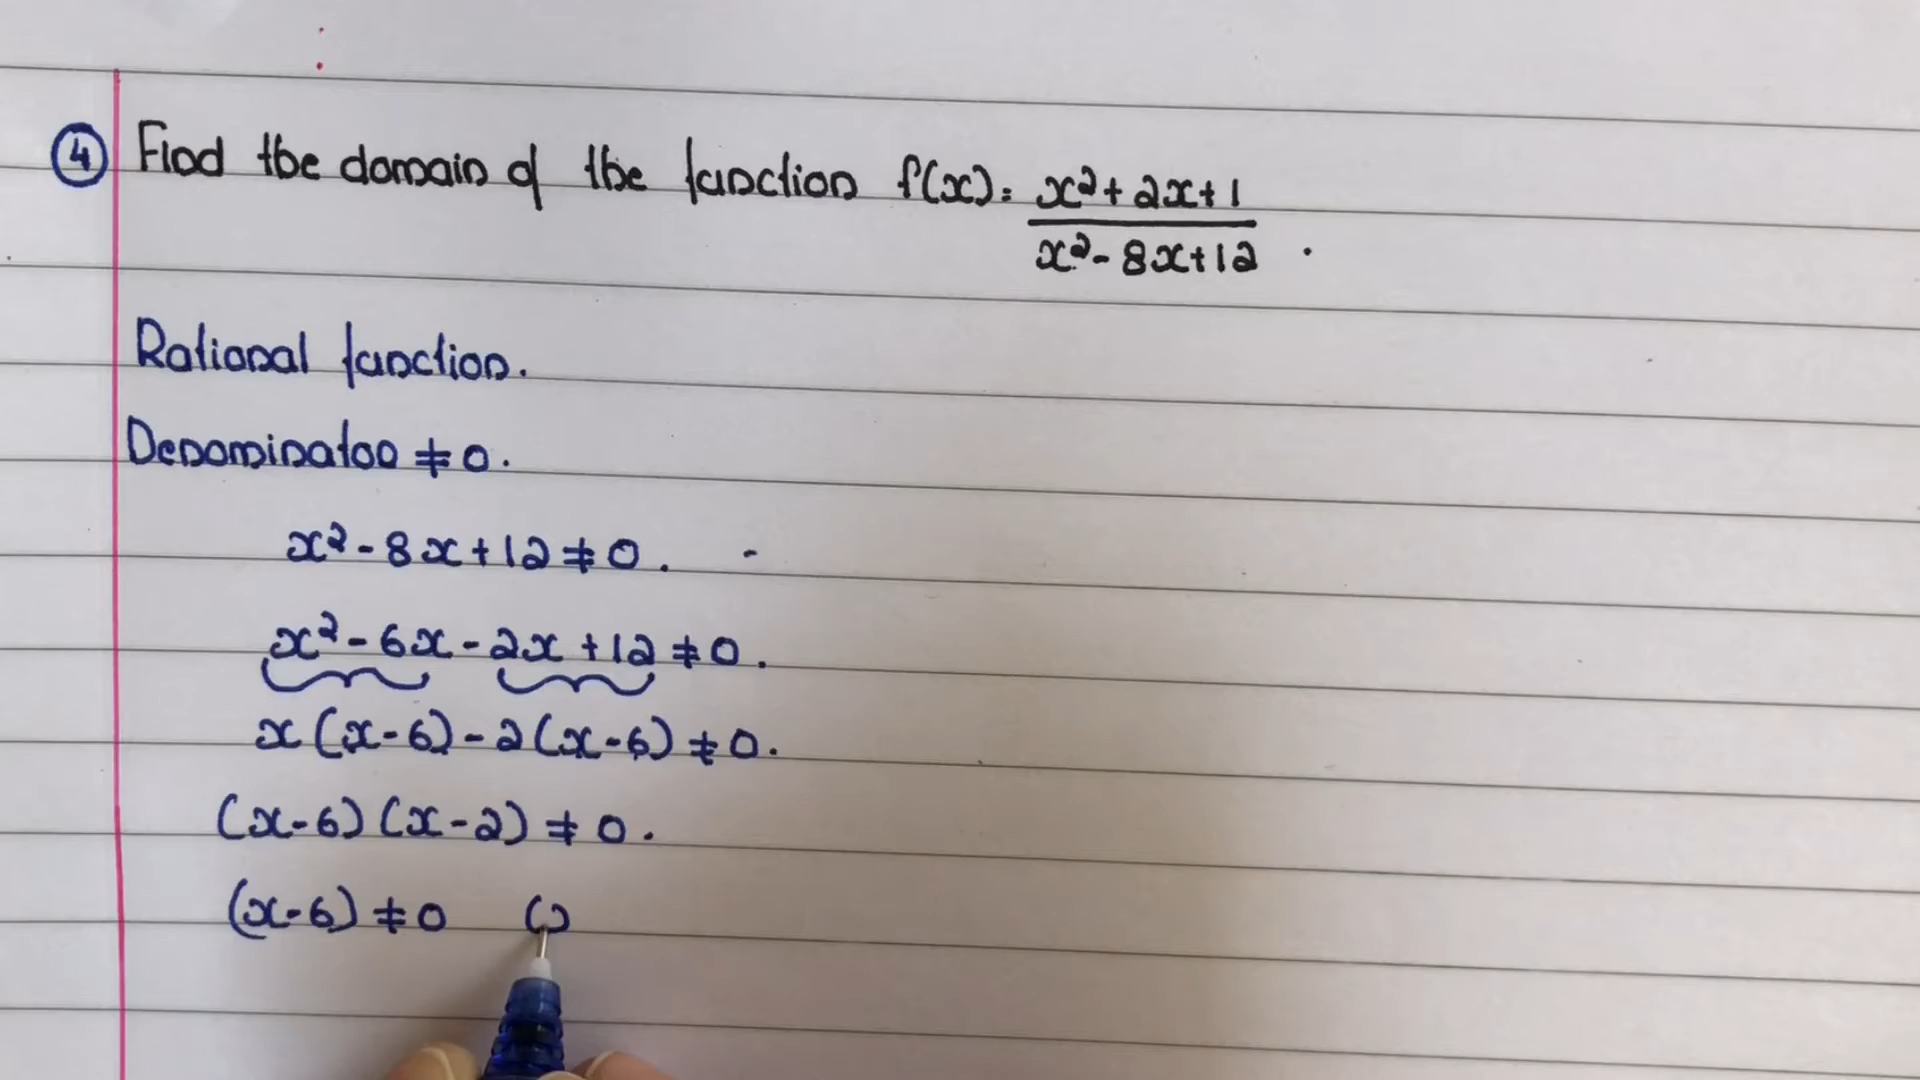 ④ Find the domain of the function f(x) = x² + 2x + 1 / x² - 8x + 12 .
Rational function.
Denominator ≠ 0.
x² - 8x + 12 ≠ 0. -
x² - 6x - 2x + 12 ≠ 0.
x(x-6) - 2(x-6) ≠ 0.
(x-6)(x-2) ≠ 0.
(x-6) ≠ 0 (